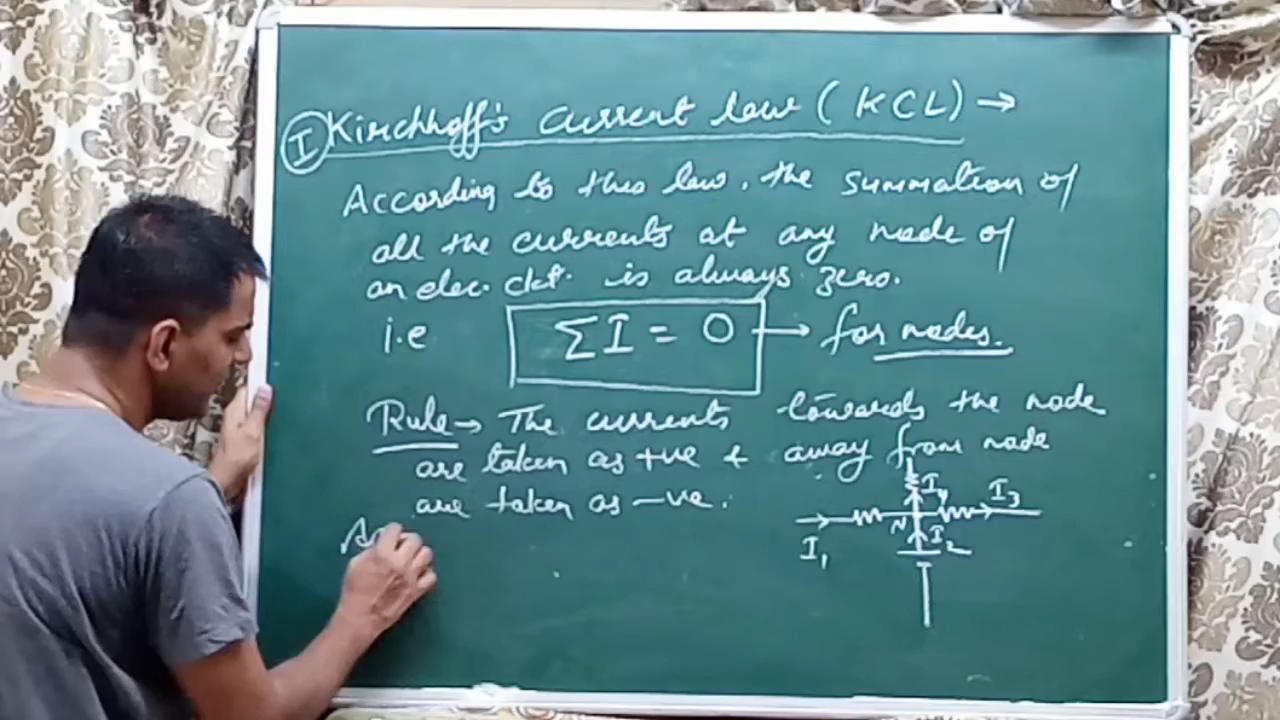 I Kirchhoff's current law (KCL) →
According to this law, the summation of
all the currents at any node of
an elec. ckt. is always zero.
i.e ΣI = 0 → for nodes.
Rule → The currents towards the node
are taken as +ve & away from node
are taken as -ve.
I₄ I₃
N
I₁ I₂